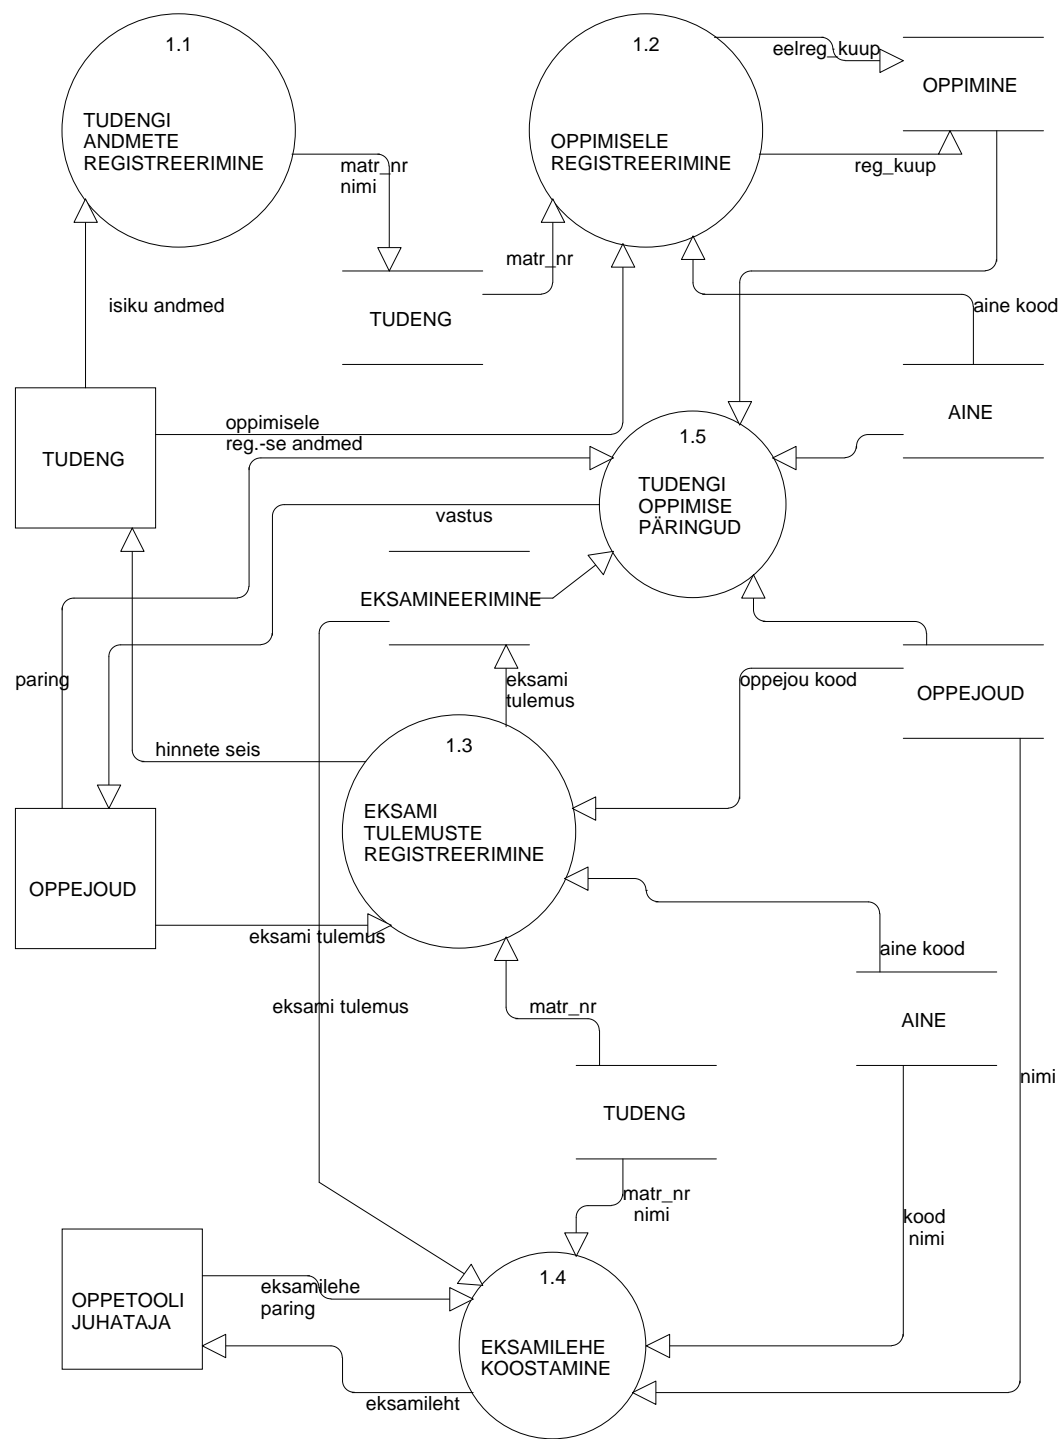 1.1
TUDENGI
ANDMETE
REGISTREERIMINE
1.2
OPPIMISELE
REGISTREERIMINE
eelreg_kuup
OPPIMINE
reg_kuup
matr_nr
nimi
matr_nr
isiku andmed
TUDENG
aine kood
TUDENG
oppimisele
reg.-se andmed
AINE
1.5
TUDENGI
OPPIMISE
PÄRINGUD
vastus
EKSAMINEERIMINE
paring
eksami
tulemus
oppejou kood
OPPEJOUD
hinnete seis
1.3
EKSAMI
TULEMUSTE
REGISTREERIMINE
OPPEJOUD
eksami tulemus
aine kood
eksami tulemus
matr_nr
AINE
nimi
TUDENG
matr_nr
nimi
kood
nimi
OPPETOOLI
JUHATAJA
eksamilehe
paring
1.4
EKSAMILEHE
KOOSTAMINE
eksamileht